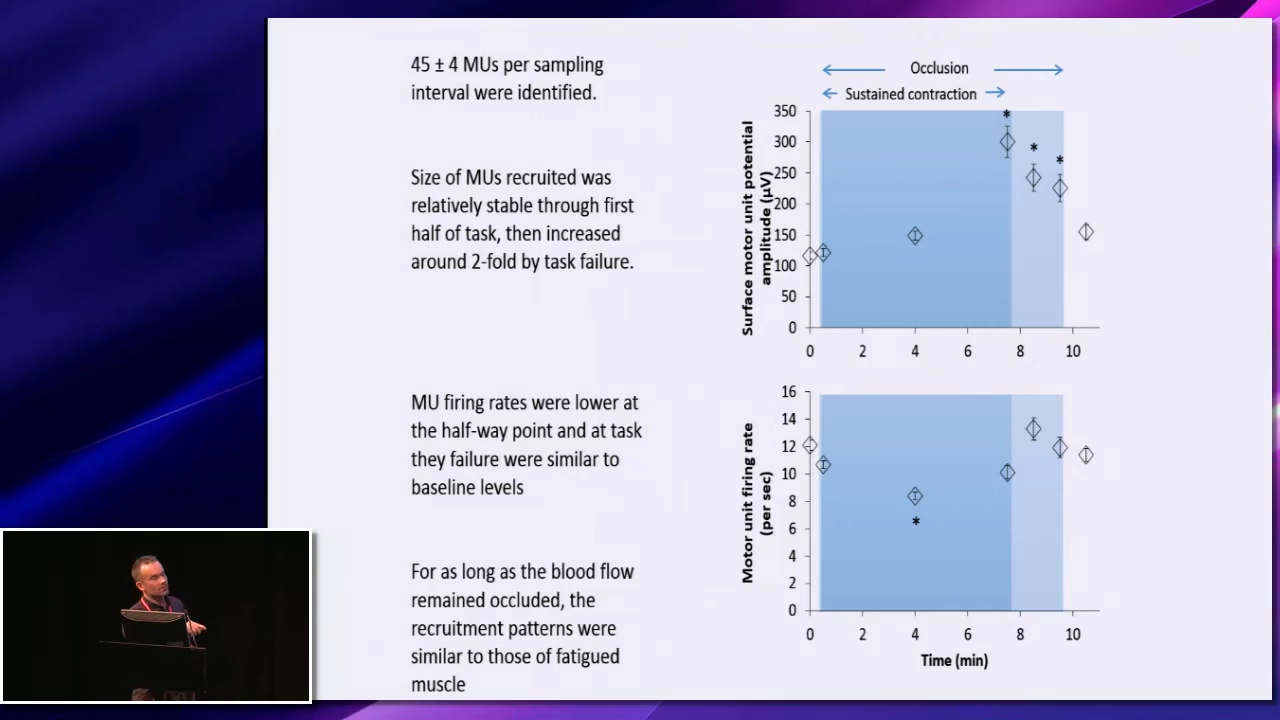 45 ± 4 MUs per sampling
interval were identified.
Size of MUs recruited was
relatively stable through first
half of task, then increased
around 2-fold by task failure.
MU firing rates were lower at
the half-way point and at task
they failure were similar to
baseline levels
For as long as the blood flow
remained occluded, the
recruitment patterns were
similar to those of fatigued
muscle
Occlusion
Sustained contraction
Surface motor unit potential
amplitude (µV)
350
300
250
200
150
100
50
0
0 2 4 6 8 10
*
*
*
Motor unit firing rate
(per sec)
16
14
12
10
8
6
4
2
0
*
0 2 4 6 8 10
Time (min)